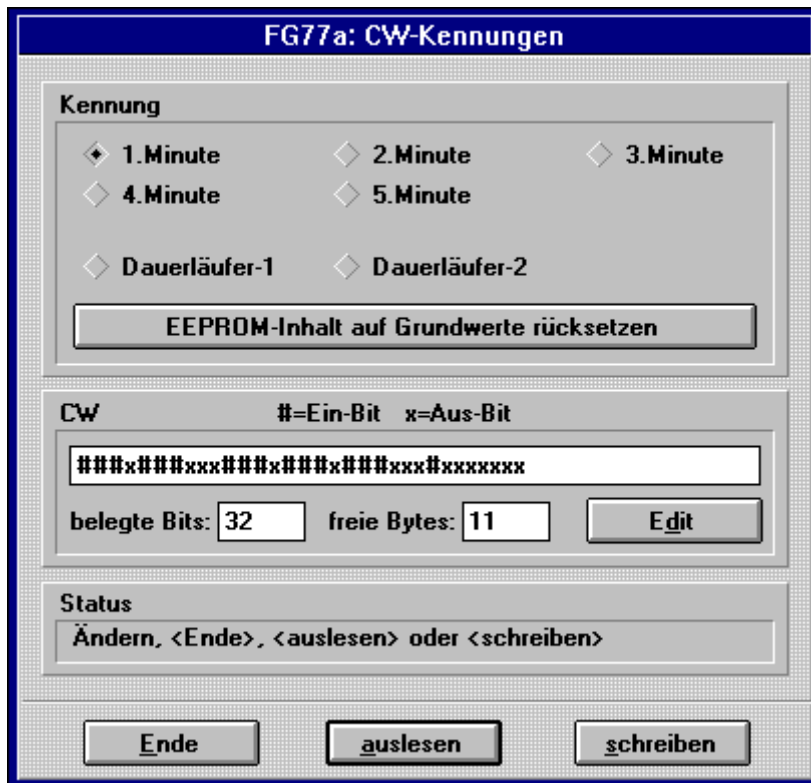 FG77a: CW-Kennungen
Kennung
1.Minute 2.Minute 3.Minute
4.Minute 5.Minute
Dauerläufer-1 Dauerläufer-2
EEPROM-Inhalt auf Grundwerte rücksetzen
CW #=Ein-Bit x=Aus-Bit
###x###xxx###x###x###xxx#xxxxxxx
belegte Bits: 32 freie Bytes: 11 Edit
Status
Ändern, <Ende>, <auslesen> oder <schreiben>
Ende auslesen schreiben